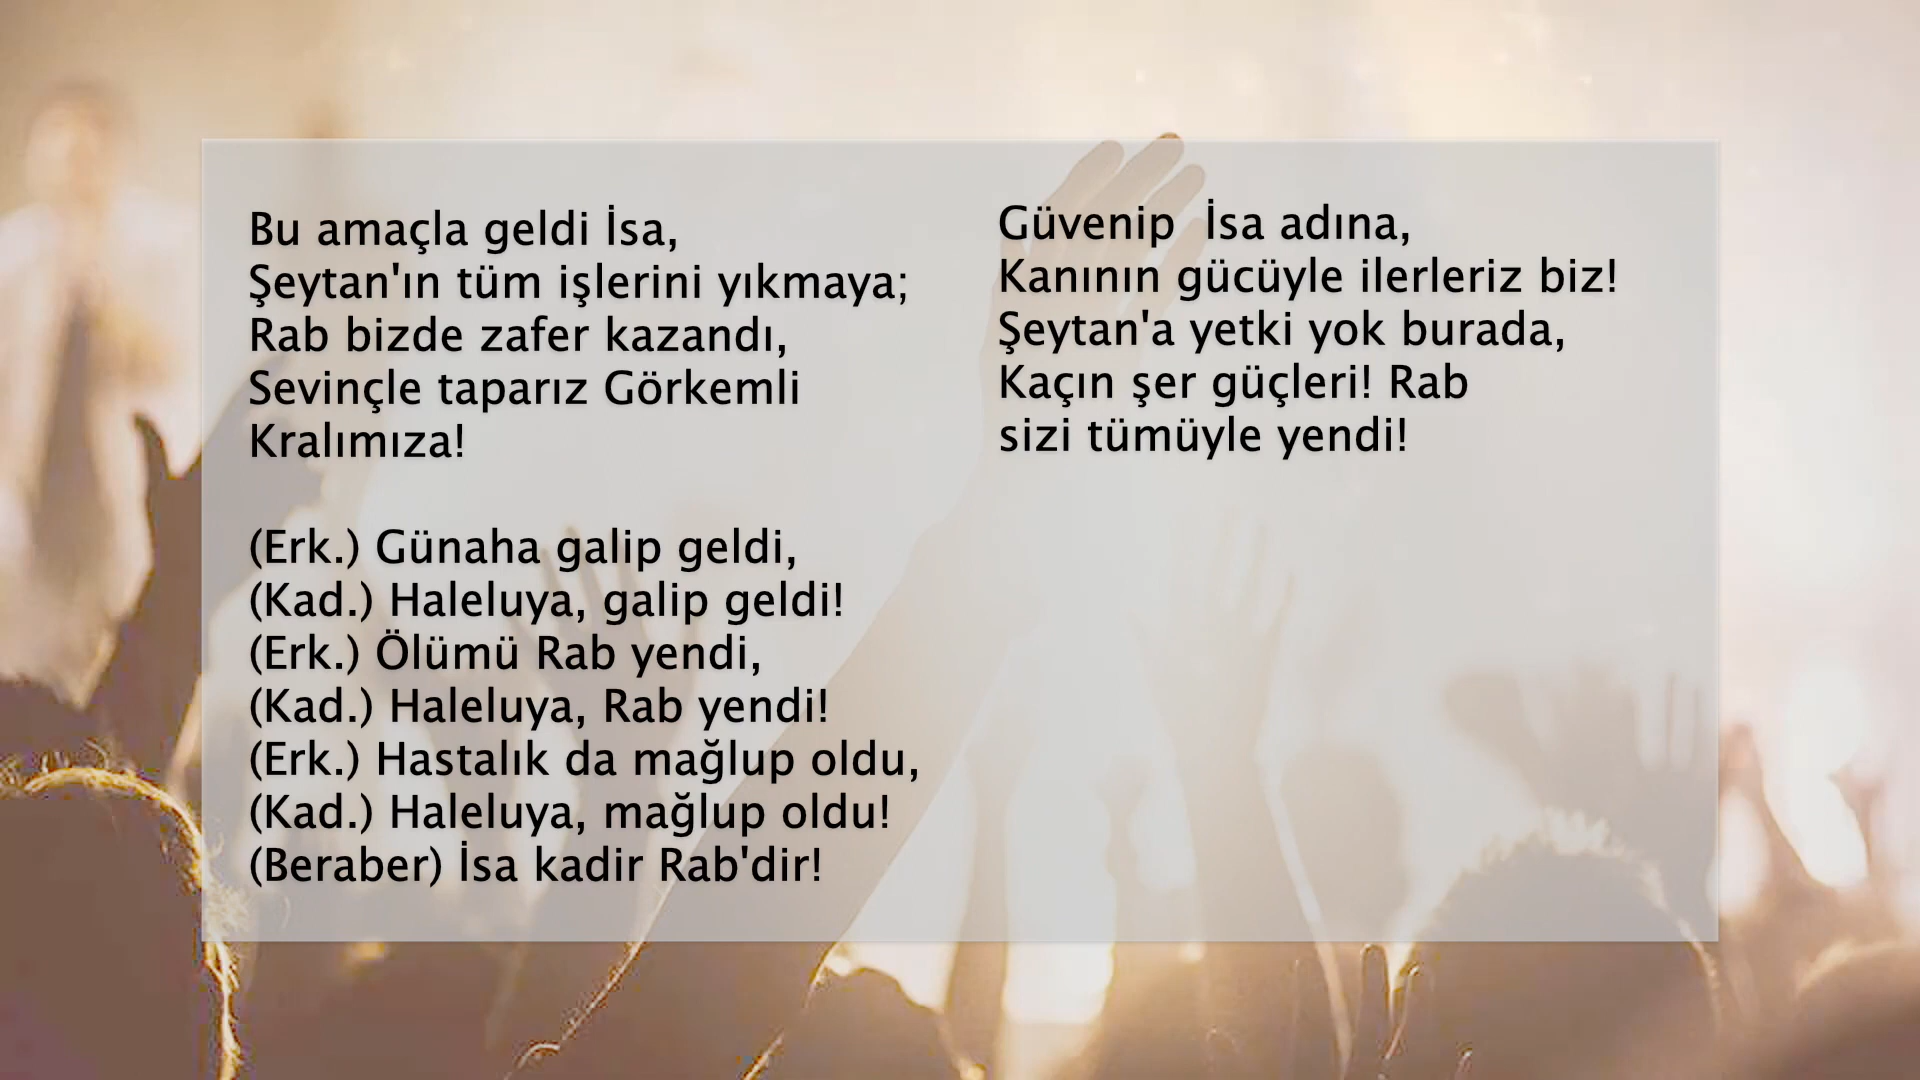 Bu amaçla geldi İsa,
Şeytan'ın tüm işlerini yıkmaya;
Rab bizde zafer kazandı,
Sevinçle taparız Görkemli
Kralımıza!
(Erk.) Günaha galip geldi,
(Kad.) Haleluya, galip geldi!
(Erk.) Ölümü Rab yendi,
(Kad.) Haleluya, Rab yendi!
(Erk.) Hastalık da mağlup oldu,
(Kad.) Haleluya, mağlup oldu!
(Beraber) İsa kadir Rab'dir!
Güvenip  İsa adına,
Kanının gücüyle ilerleriz biz!
Şeytan'a yetki yok burada,
Kaçın şer güçleri! Rab
sizi tümüyle yendi!